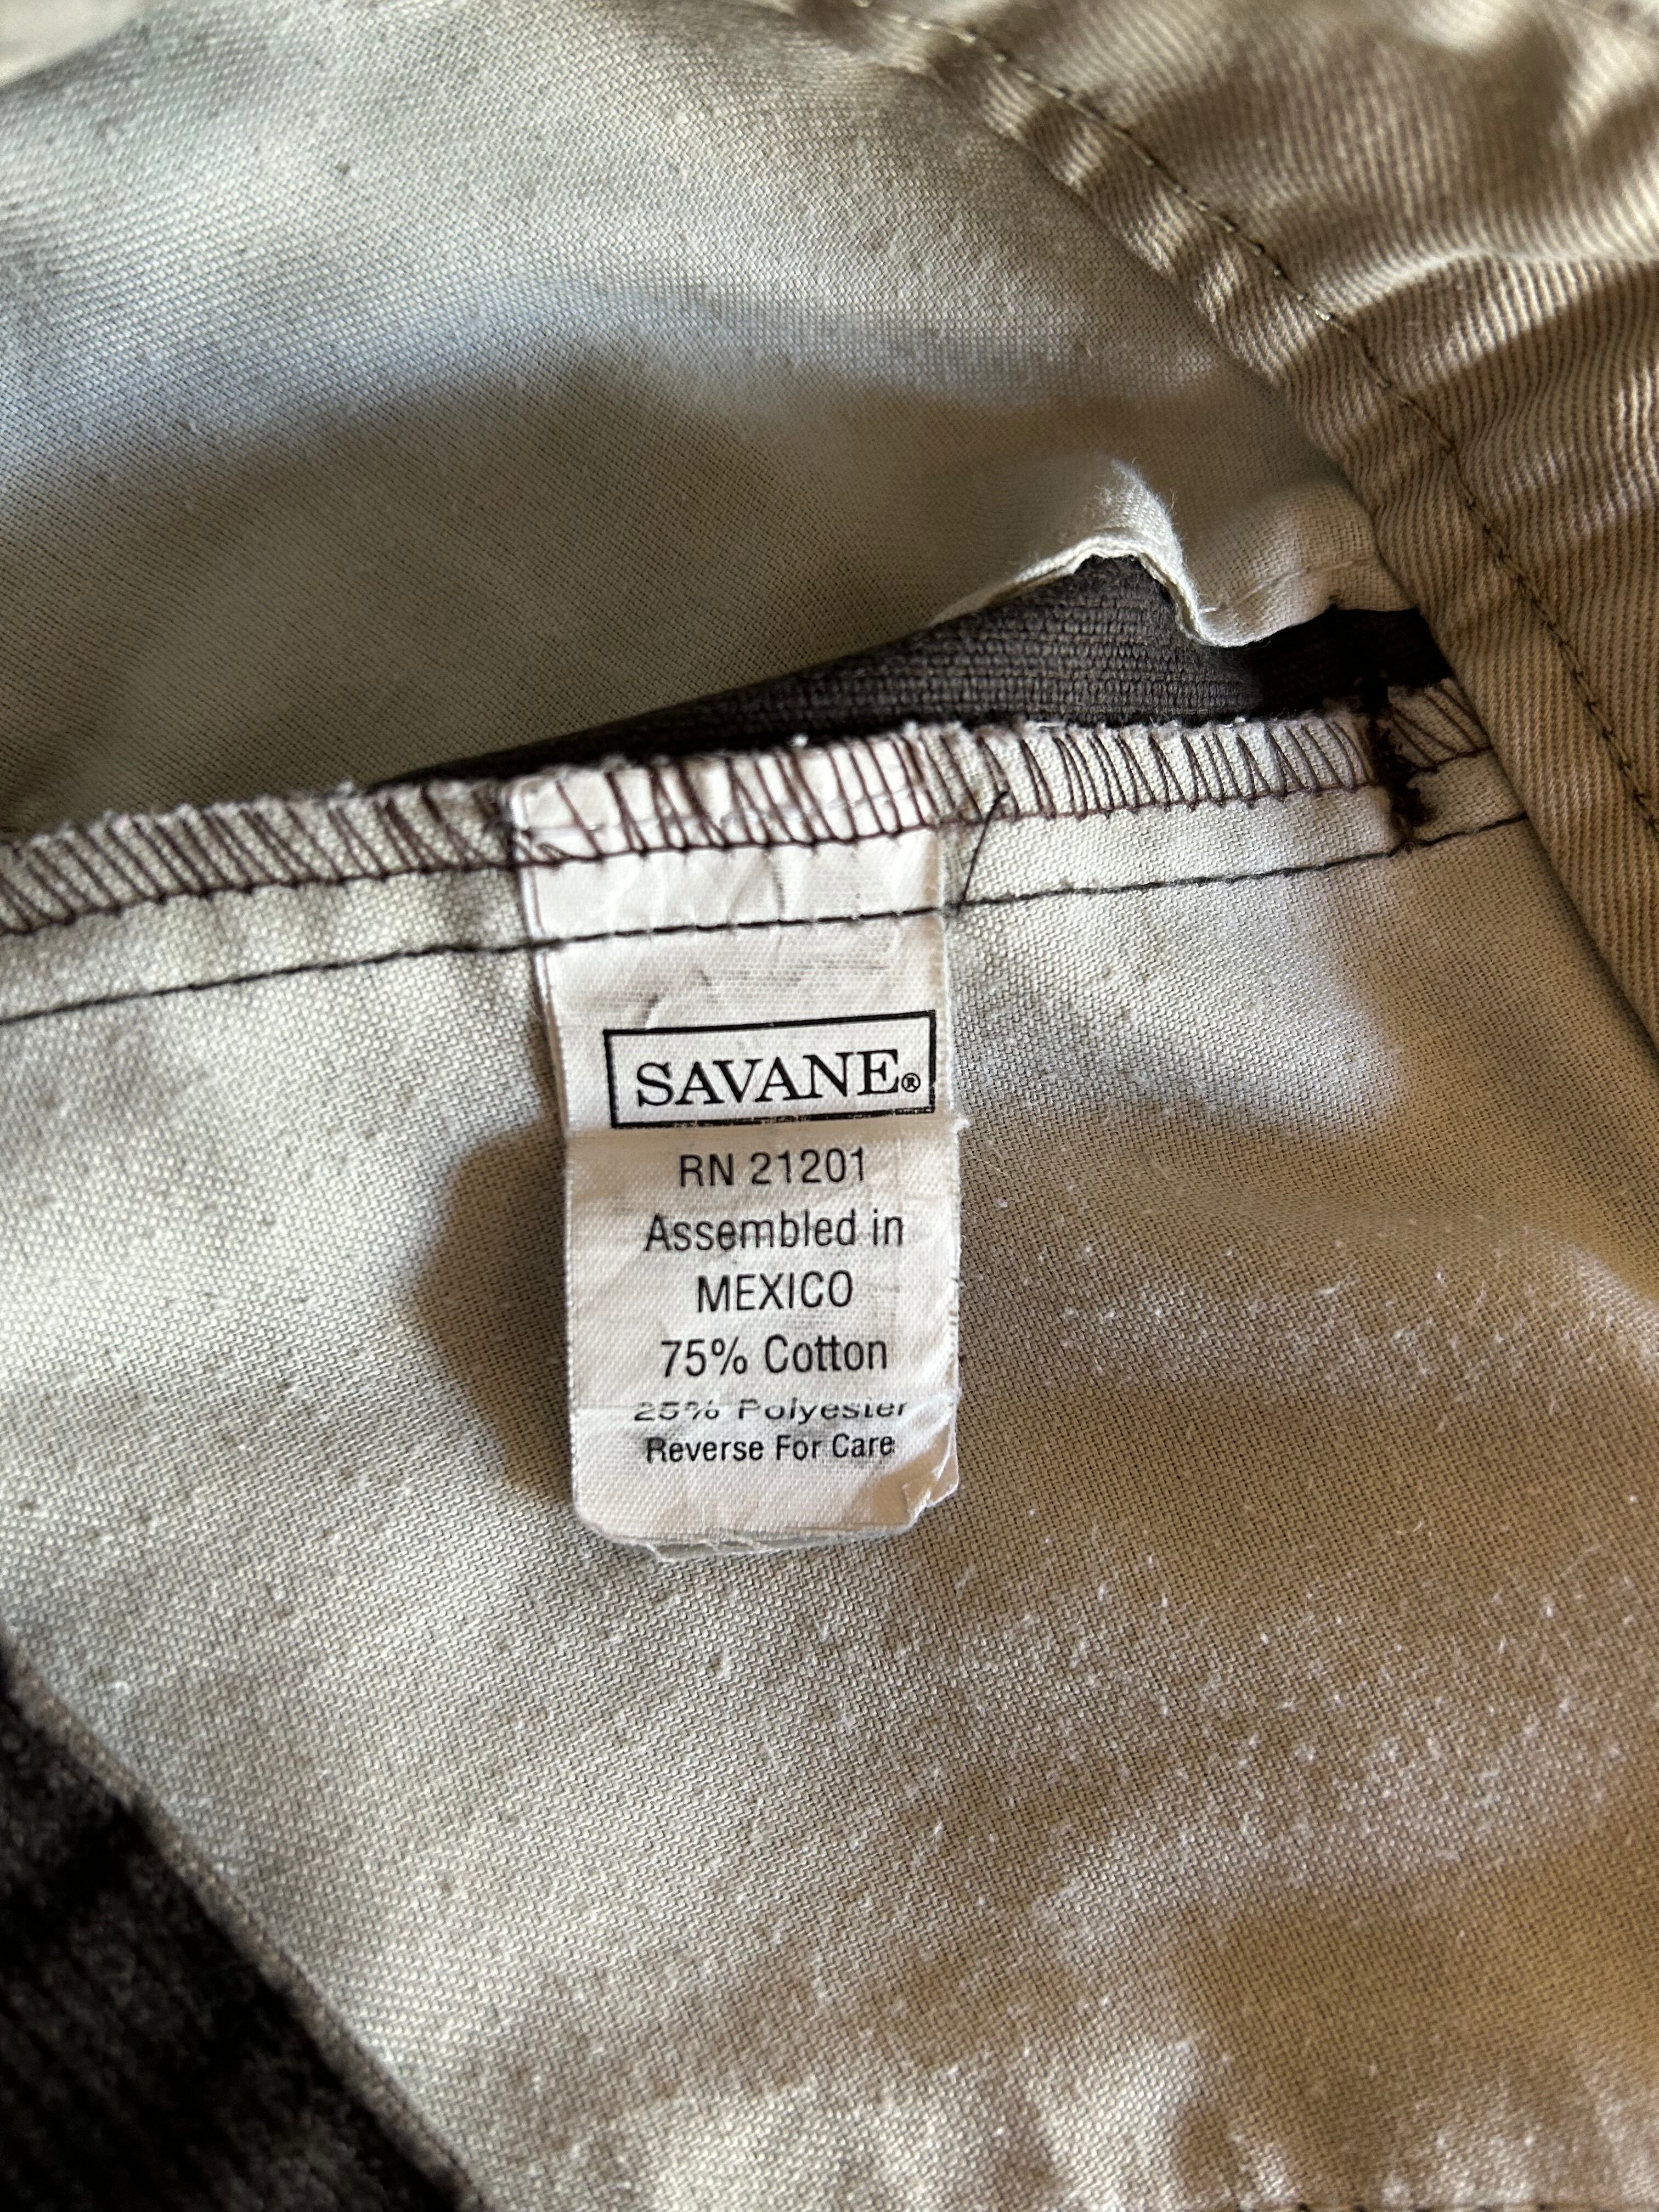 SAVANE®
RN 21201
Assembled in
MEXICO
75% Cotton
25% Polyester
Reverse For Care